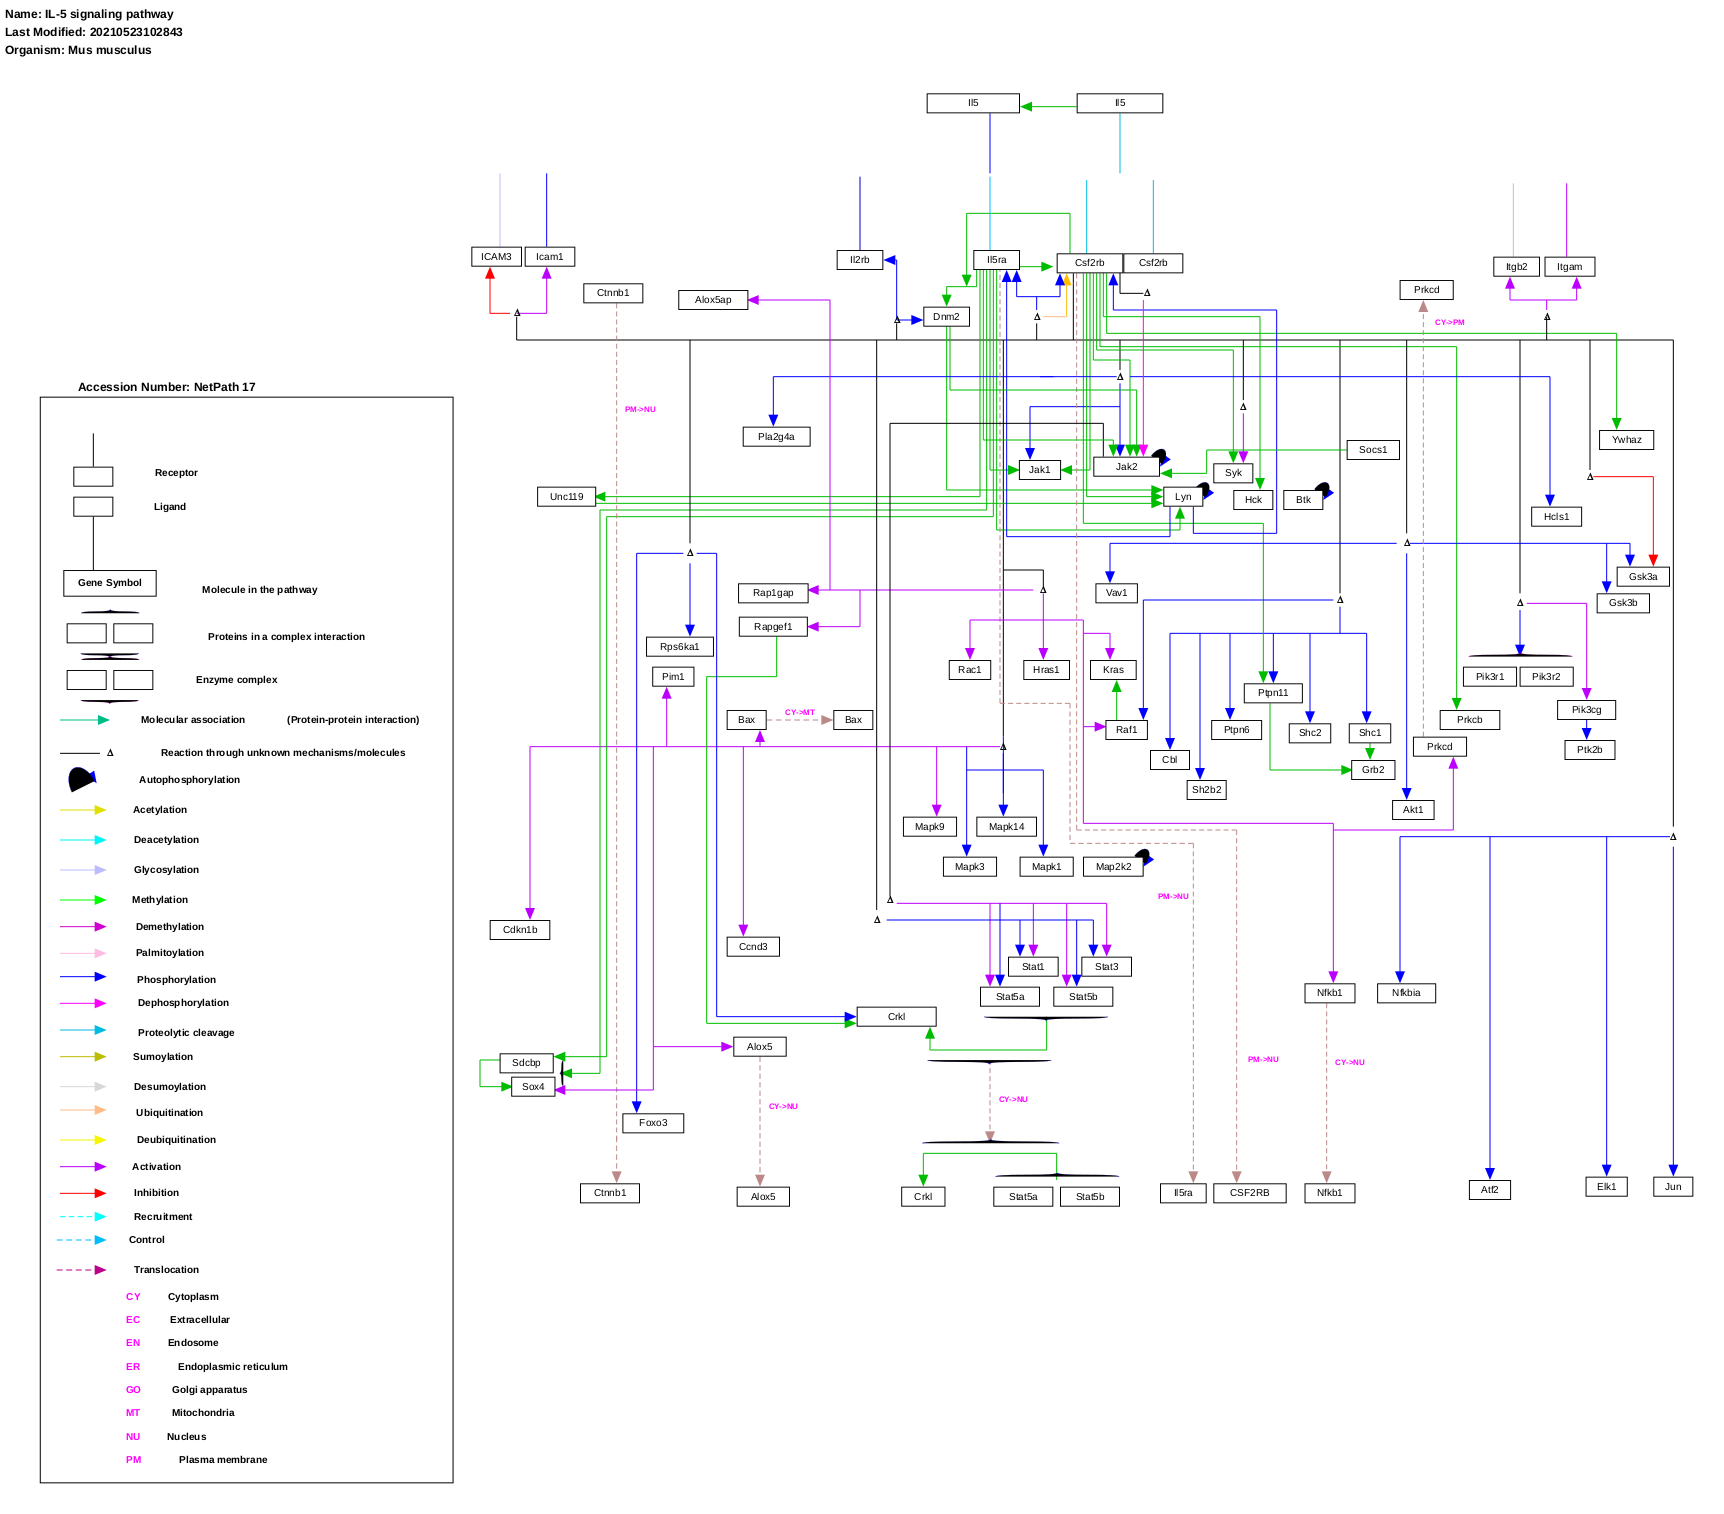 Name: IL-5 signaling pathway
Last Modified: 20210523102843
Organism: Mus musculus
Il5
Il5
ICAM3
Icam1
Il2rb
Il5ra
Csf2rb
Csf2rb
Itgb2
Itgam
Ctnnb1
Alox5ap
Dnm2
Prkcd
CY->PM
Δ
Δ
Δ
Δ
Δ
Δ
Δ
Accession Number: NetPath 17
PM->NU
Pla2g4a
Ywhaz
Socs1
Jak1
Jak2
Syk
Δ
Unc119
Lyn
Hck
Btk
Hcls1
Δ
Δ
Gsk3a
Gsk3b
Rap1gap
Δ
Vav1
Δ
Δ
Rapgef1
Rps6ka1
Rac1
Hras1
Kras
Pik3r1
Pik3r2
Pim1
Ptpn11
Pik3cg
Bax
CY->MT
Bax
Raf1
Ptpn6
Shc2
Shc1
Prkcb
Prkcd
Ptk2b
Δ
Cbl
Grb2
Sh2b2
Akt1
Mapk9
Mapk14
Δ
Mapk3
Mapk1
Map2k2
PM->NU
Δ
Δ
Cdkn1b
Ccnd3
Stat1
Stat3
Stat5a
Stat5b
Nfkb1
Nfkbia
Crkl
Alox5
Sdcbp
Sox4
PM->NU
CY->NU
CY->NU
CY->NU
Foxo3
Ctnnb1
Alox5
Crkl
Stat5a
Stat5b
Il5ra
CSF2RB
Nfkb1
Atf2
Elk1
Jun
Receptor
Ligand
Gene Symbol
Molecule in the pathway
Proteins in a complex interaction
Enzyme complex
Molecular association (Protein-protein interaction)
Δ Reaction through unknown mechanisms/molecules
Autophosphorylation
Acetylation
Deacetylation
Glycosylation
Methylation
Demethylation
Palmitoylation
Phosphorylation
Dephosphorylation
Proteolytic cleavage
Sumoylation
Desumoylation
Ubiquitination
Deubiquitination
Activation
Inhibition
Recruitment
Control
Translocation
CY Cytoplasm
EC Extracellular
EN Endosome
ER Endoplasmic reticulum
GO Golgi apparatus
MT Mitochondria
NU Nucleus
PM Plasma membrane